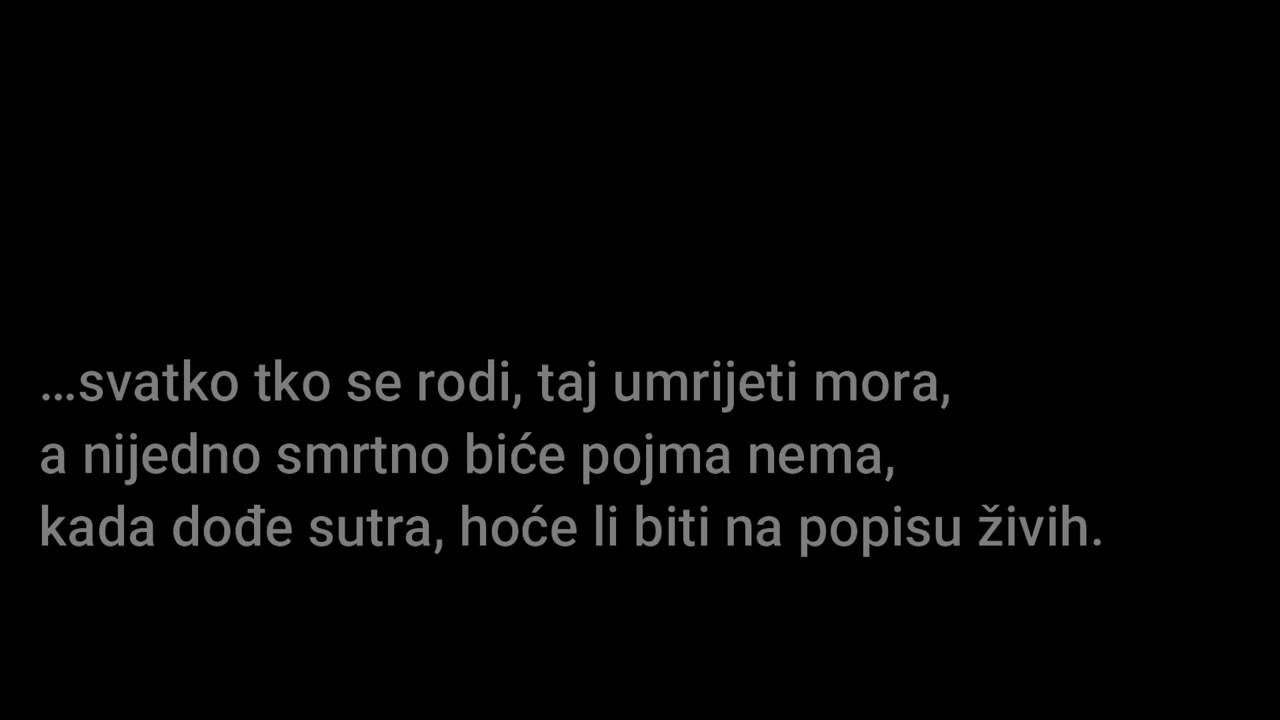 …svatko tko se rodi, taj umrijeti mora,
a nijedno smrtno biće pojma nema,
kada dođe sutra, hoće li biti na popisu živih.